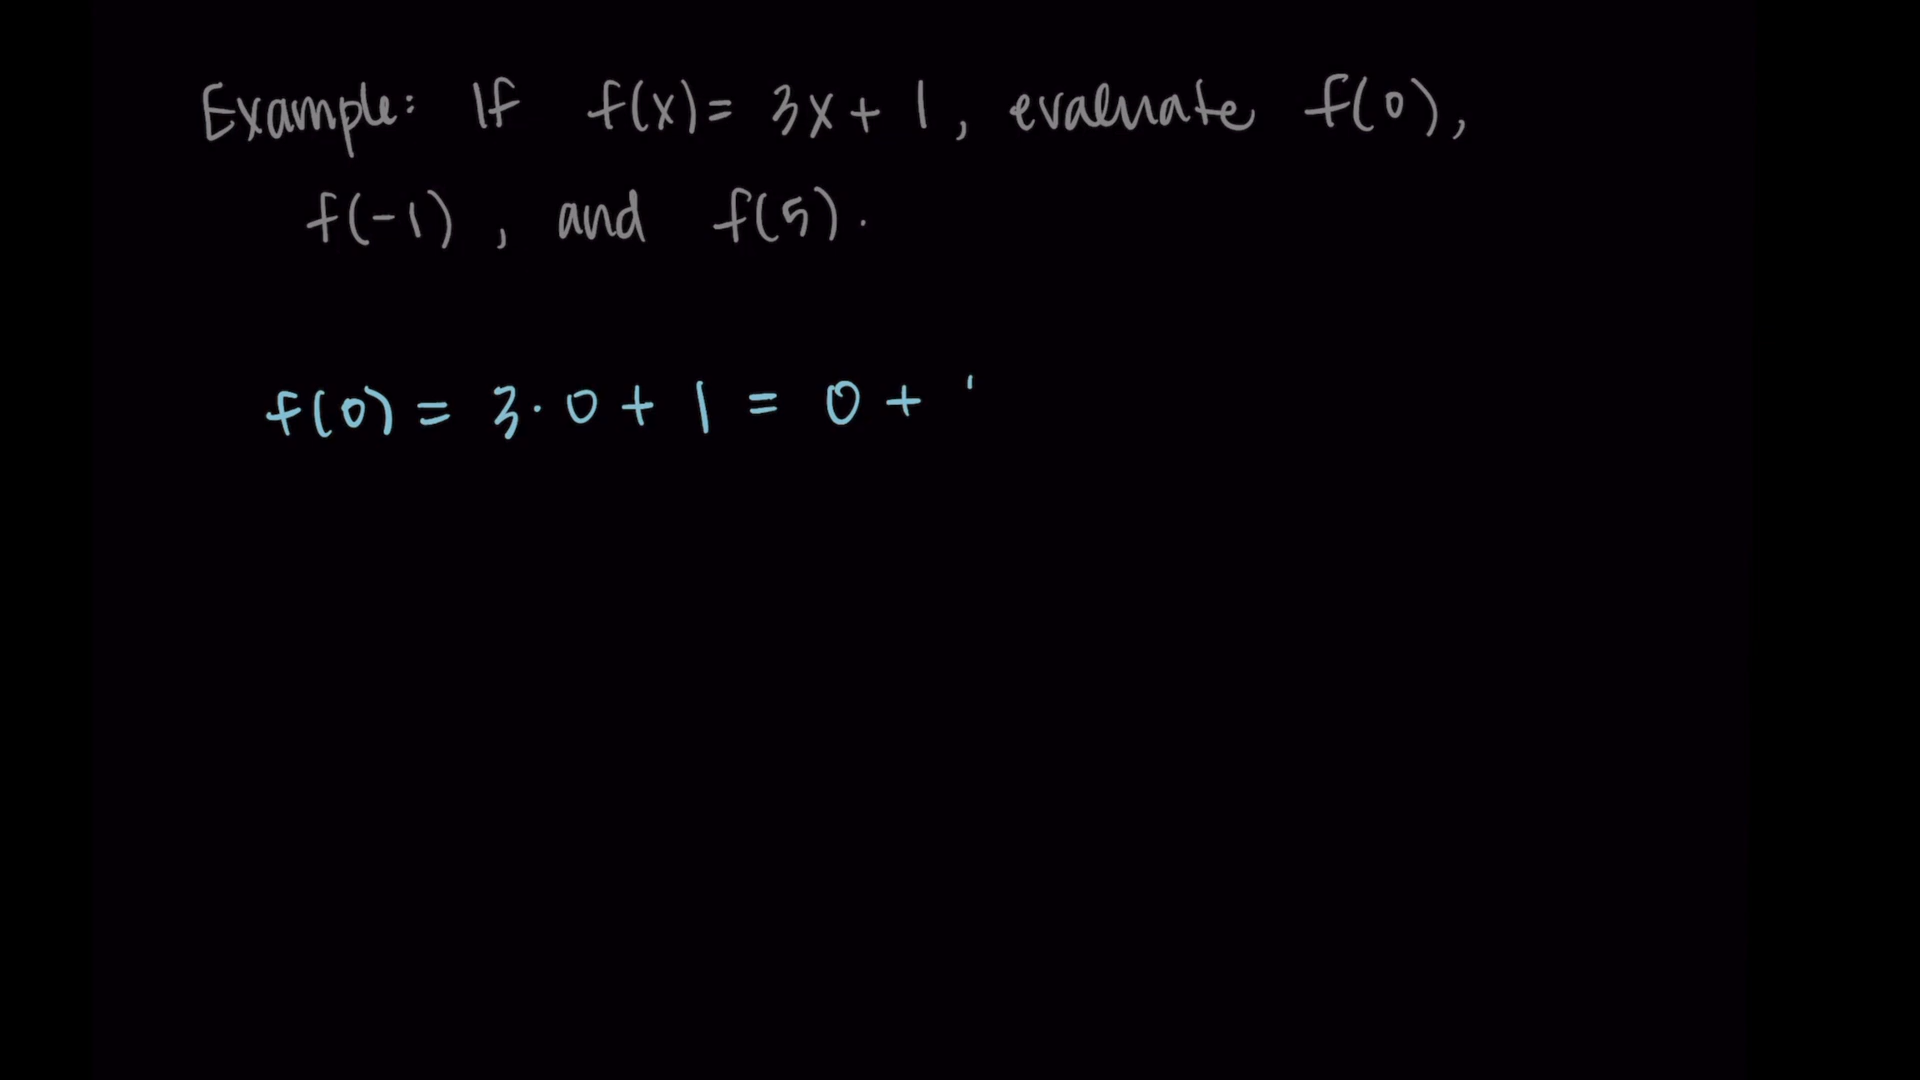 Example: If f(x) = 3x + 1, evaluate f(0),
f(-1), and f(5).
f(0) = 3·0 + 1 = 0 +